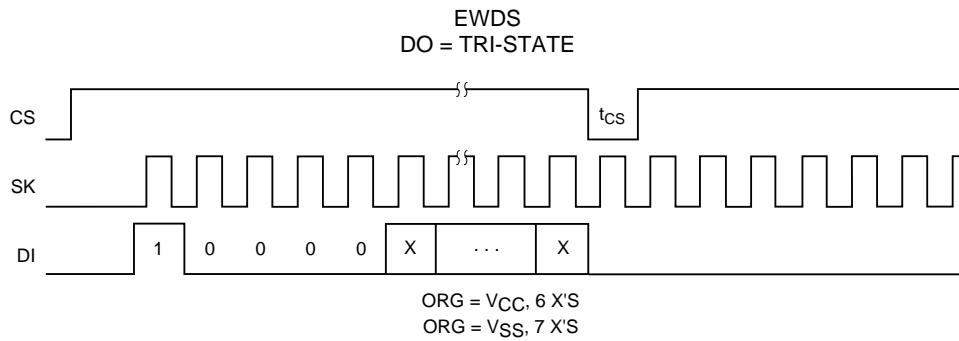 EWDS
DO = TRI-STATE
CS
tCS
SK
DI
1 0 0 0 0 X . . . X
ORG = VCC, 6 X'S
ORG = VSS, 7 X'S